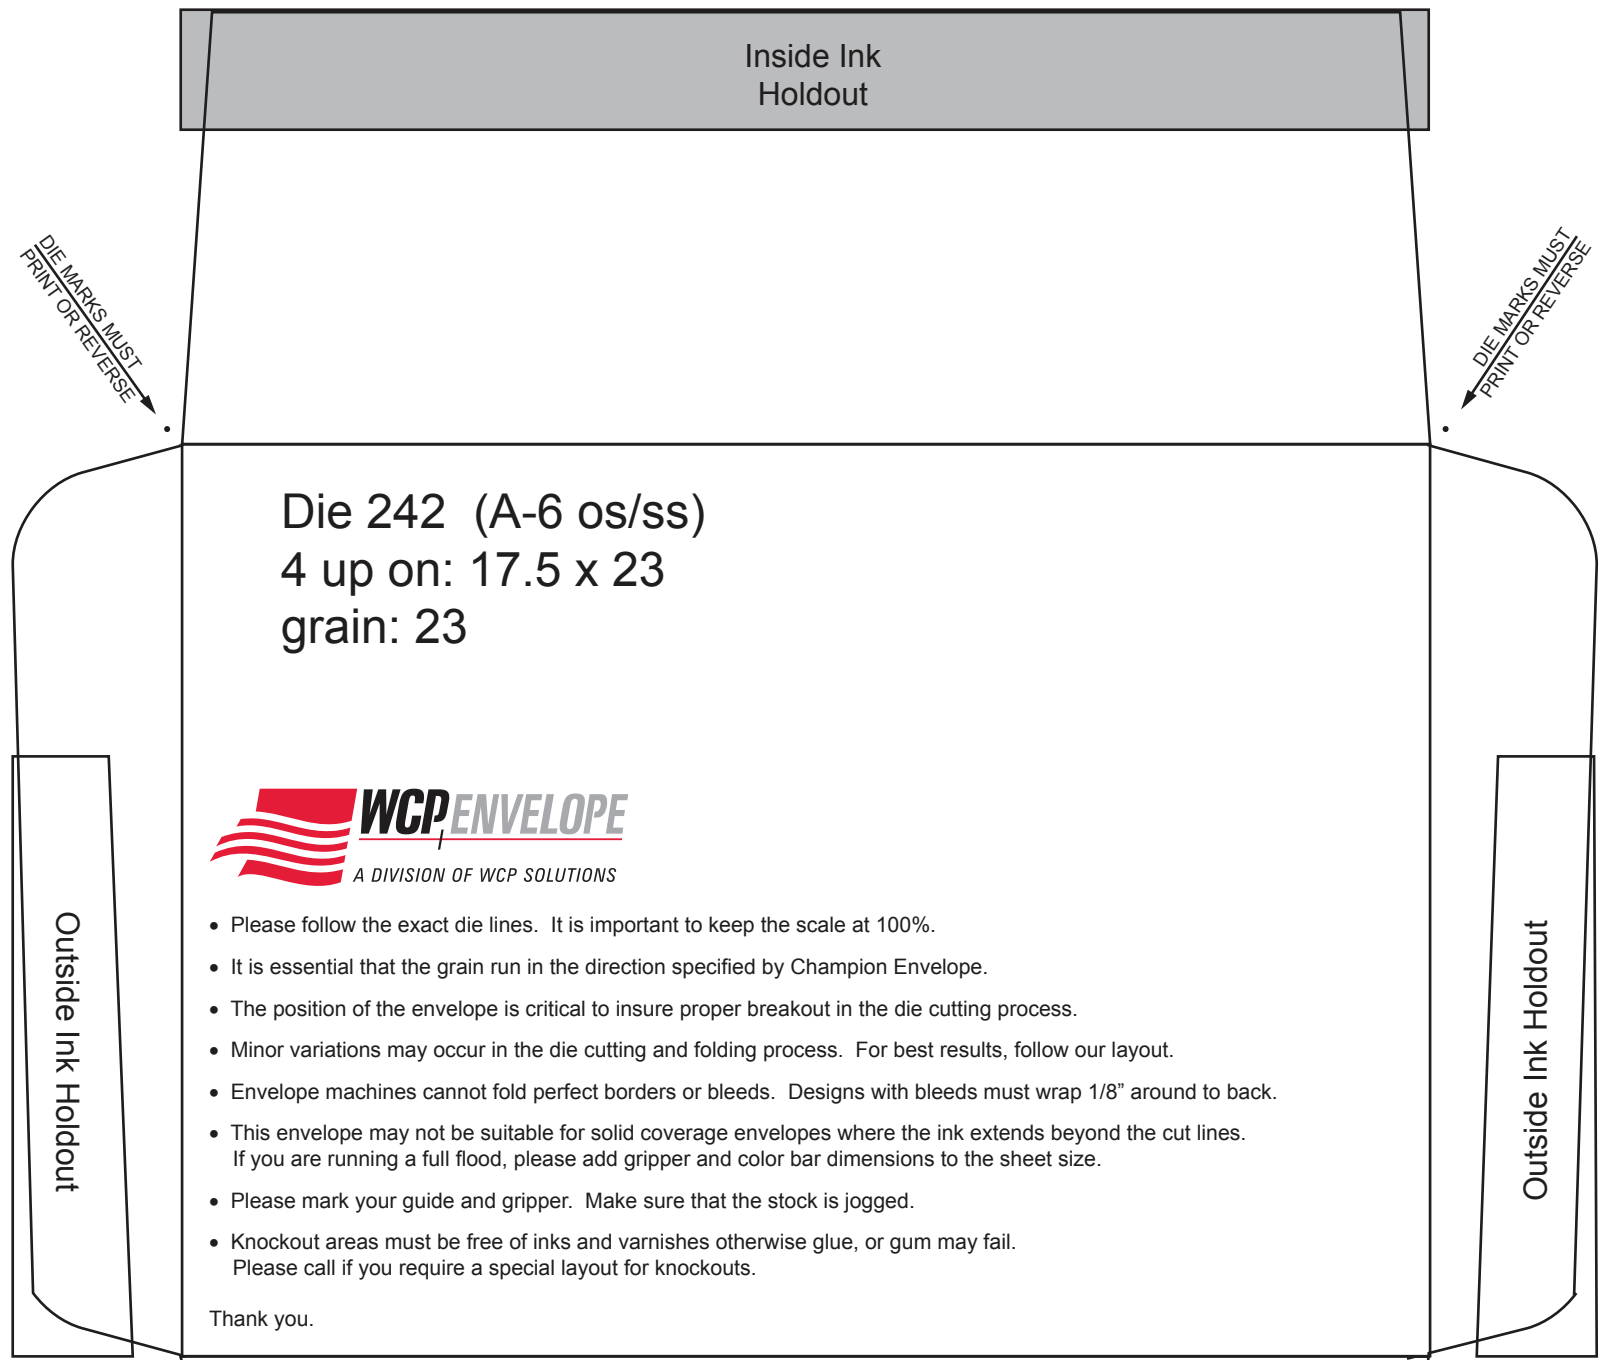 Inside Ink
Holdout
DIE MARKS MUST
PRINT OR REVERSE
DIE MARKS MUST
PRINT OR REVERSE
Die 242  (A-6 os/ss)
4 up on: 17.5 x 23
grain: 23
WCP ENVELOPE
A DIVISION OF WCP SOLUTIONS
• Please follow the exact die lines.  It is important to keep the scale at 100%.
• It is essential that the grain run in the direction specified by Champion Envelope.
• The position of the envelope is critical to insure proper breakout in the die cutting process.
• Minor variations may occur in the die cutting and folding process.  For best results, follow our layout.
• Envelope machines cannot fold perfect borders or bleeds.  Designs with bleeds must wrap 1/8” around to back.
• This envelope may not be suitable for solid coverage envelopes where the ink extends beyond the cut lines.
If you are running a full flood, please add gripper and color bar dimensions to the sheet size.
• Please mark your guide and gripper.  Make sure that the stock is jogged.
• Knockout areas must be free of inks and varnishes otherwise glue, or gum may fail.
Please call if you require a special layout for knockouts.
Thank you.
Outside Ink Holdout
Outside Ink Holdout